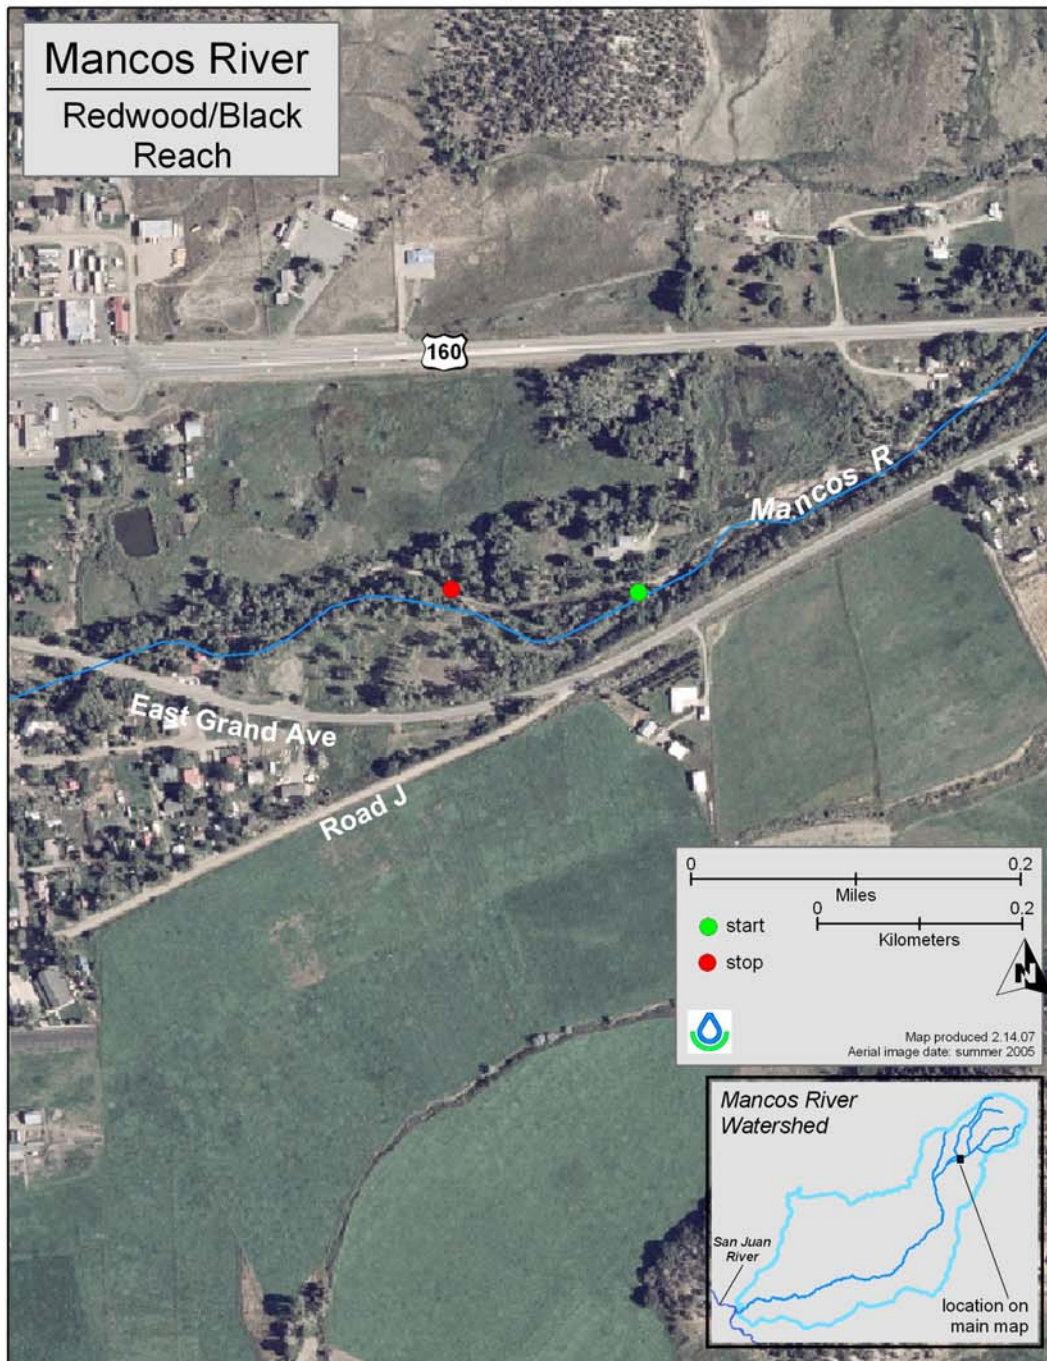 Mancos River
Redwood/Black
Reach
160
Mancos R
East Grand Ave
Road J
0 0.2
Miles
0 0.2
Kilometers
start
stop
N
Map produced 2.14.07
Aerial image date: summer 2005
Mancos River
Watershed
San Juan
River
location on
main map